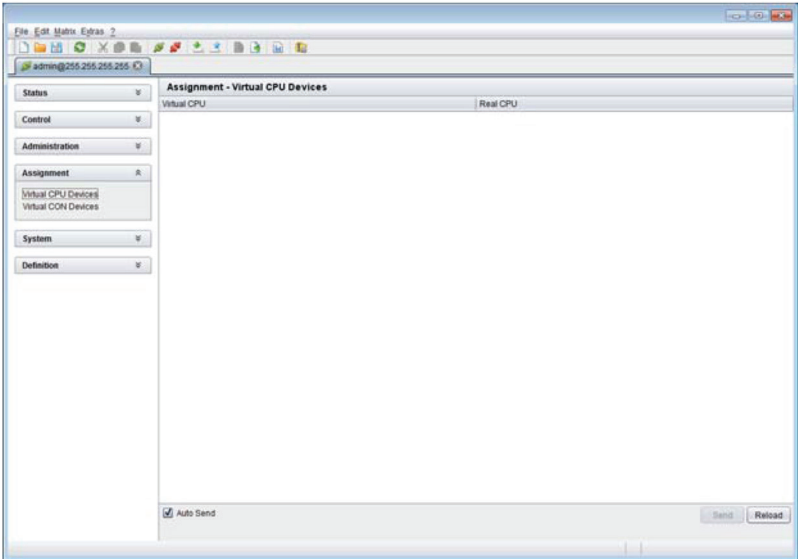 File Edit Matrix Extras ?
admin@255.255.255.255
Status
Control
Administration
Assignment
Virtual CPU Devices
Virtual CON Devices
System
Definition
Assignment - Virtual CPU Devices
Virtual CPU Real CPU
Auto Send
Send Reload